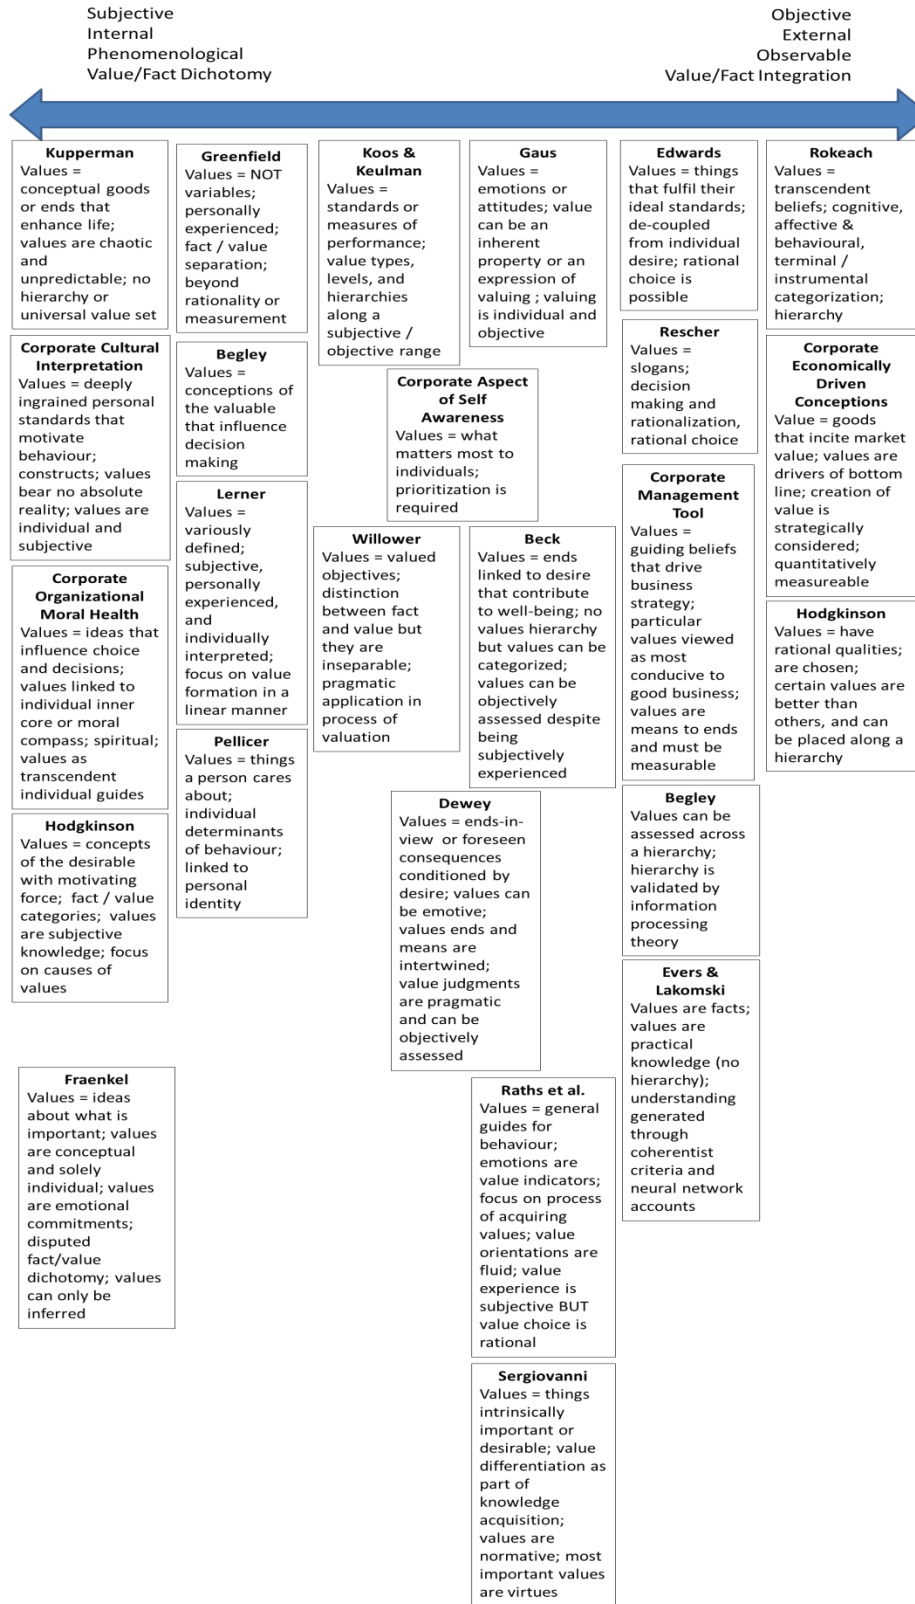 Subjective
Internal
Phenomenological
Value/Fact Dichotomy
Objective
External
Observable
Value/Fact Integration
Kupperman
Values =
conceptual goods
or ends that
enhance life;
values are chaotic
and
unpredictable; no
hierarchy or
universal value set
Corporate Cultural
Interpretation
Values = deeply
ingrained personal
standards that
motivate
behaviour;
constructs; values
bear no absolute
reality; values are
individual and
subjective
Corporate
Organizational
Moral Health
Values = ideas that
influence choice
and decisions;
values linked to
individual inner
core or moral
compass; spiritual;
values as
transcendent
individual guides
Hodgkinson
Values = concepts
of the desirable
with motivating
force; fact / value
categories; values
are subjective
knowledge; focus
on causes of
values
Fraenkel
Values = ideas
about what is
important; values
are conceptual
and solely
individual; values
are emotional
commitments;
disputed
fact/value
dichotomy; values
can only be
inferred
Greenfield
Values = NOT
variables;
personally
experienced;
fact / value
separation;
beyond
rationality or
measurement
Begley
Values =
conceptions of
the valuable
that influence
decision
making
Lerner
Values =
variously
defined;
subjective,
personally
experienced,
and
individually
interpreted;
focus on value
formation in a
linear manner
Pellicer
Values = things
a person cares
about;
individual
determinants
of behaviour;
linked to
personal
identity
Koos &
Keulman
Values =
standards or
measures of
performance;
value types,
levels, and
hierarchies
along a
subjective /
objective range
Gaus
Values =
emotions or
attitudes; value
can be an
inherent
property or an
expression of
valuing ; valuing
is individual and
objective
Corporate Aspect
of Self
Awareness
Values = what
matters most to
individuals;
prioritization is
required
Willower
Values = valued
objectives;
distinction
between fact
and value but
they are
inseparable;
pragmatic
application in
process of
valuation
Beck
Values = ends
linked to desire
that contribute
to well-being; no
values hierarchy
but values can be
categorized;
values can be
objectively
assessed despite
being
subjectively
experienced
Dewey
Values = ends-in-
view or foreseen
consequences
conditioned by
desire; values can
be emotive;
values ends and
means are
intertwined;
value judgments
are pragmatic
and can be
objectively
assessed
Raths et al.
Values = general
guides for
behaviour;
emotions are
value indicators;
focus on process
of acquiring
values; value
orientations are
fluid; value
experience is
subjective BUT
value choice is
rational
Sergiovanni
Values = things
intrinsically
important or
desirable; value
differentiation as
part of
knowledge
acquisition;
values are
normative; most
important values
are virtues
Edwards
Values = things
that fulfil their
ideal standards;
de-coupled
from individual
desire; rational
choice is
possible
Rescher
Values =
slogans;
decision
making and
rationalization,
rational choice
Corporate
Management
Tool
Values =
guiding beliefs
that drive
business
strategy;
particular
values viewed
as most
conducive to
good business;
values are
means to ends
and must be
measurable
Begley
Values can be
assessed across
a hierarchy;
hierarchy is
validated by
information
processing
theory
Evers &
Lakomski
Values are facts;
values are
practical
knowledge (no
hierarchy);
understanding
generated
through
coherentist
criteria and
neural network
accounts
Rokeach
Values =
transcendent
beliefs; cognitive,
affective &
behavioural,
terminal /
instrumental
categorization;
hierarchy
Corporate
Economically
Driven
Conceptions
Value = goods
that incite market
value; values are
drivers of bottom
line; creation of
value is
strategically
considered;
quantitatively
measureable
Hodgkinson
Values = have
rational qualities;
are chosen;
certain values are
better than
others, and can
be placed along a
hierarchy